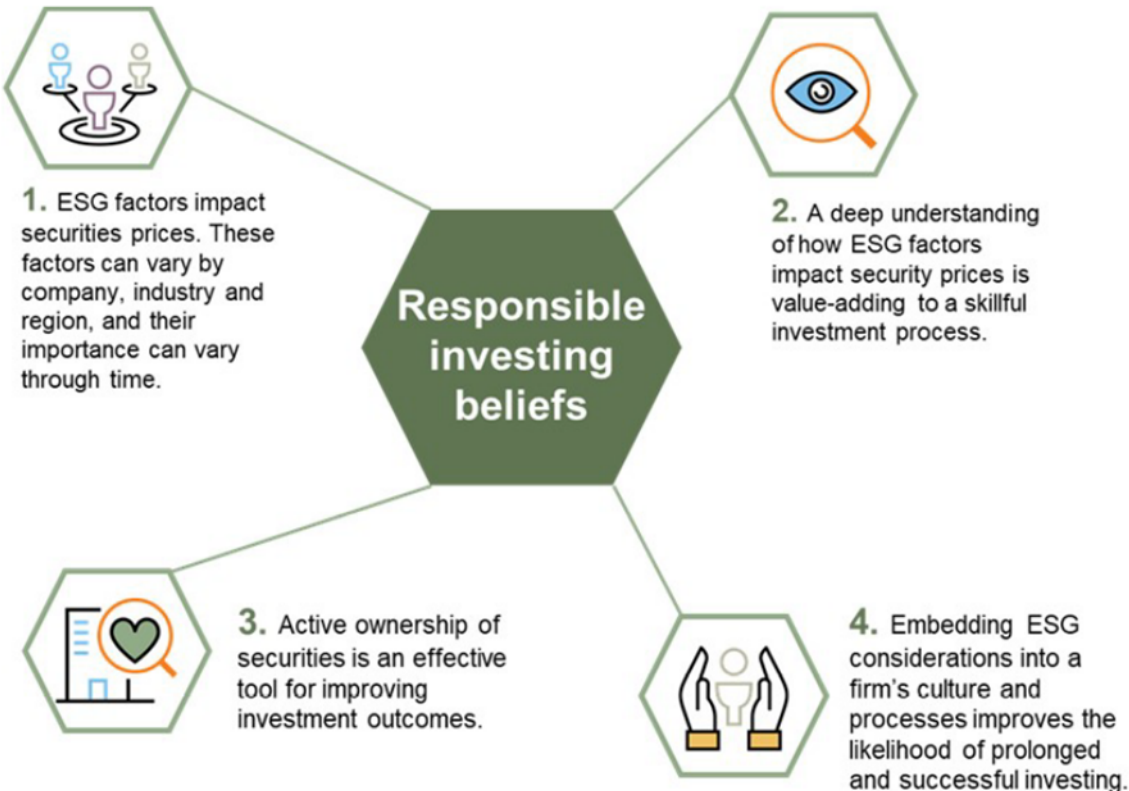 1. ESG factors impact
securities prices. These
factors can vary by
company, industry and
region, and their
importance can vary
through time.
2. A deep understanding
of how ESG factors
impact security prices is
value-adding to a skillful
investment process.
Responsible
investing
beliefs
3. Active ownership of
securities is an effective
tool for improving
investment outcomes.
4. Embedding ESG
considerations into a
firm's culture and
processes improves the
likelihood of prolonged
and successful investing.